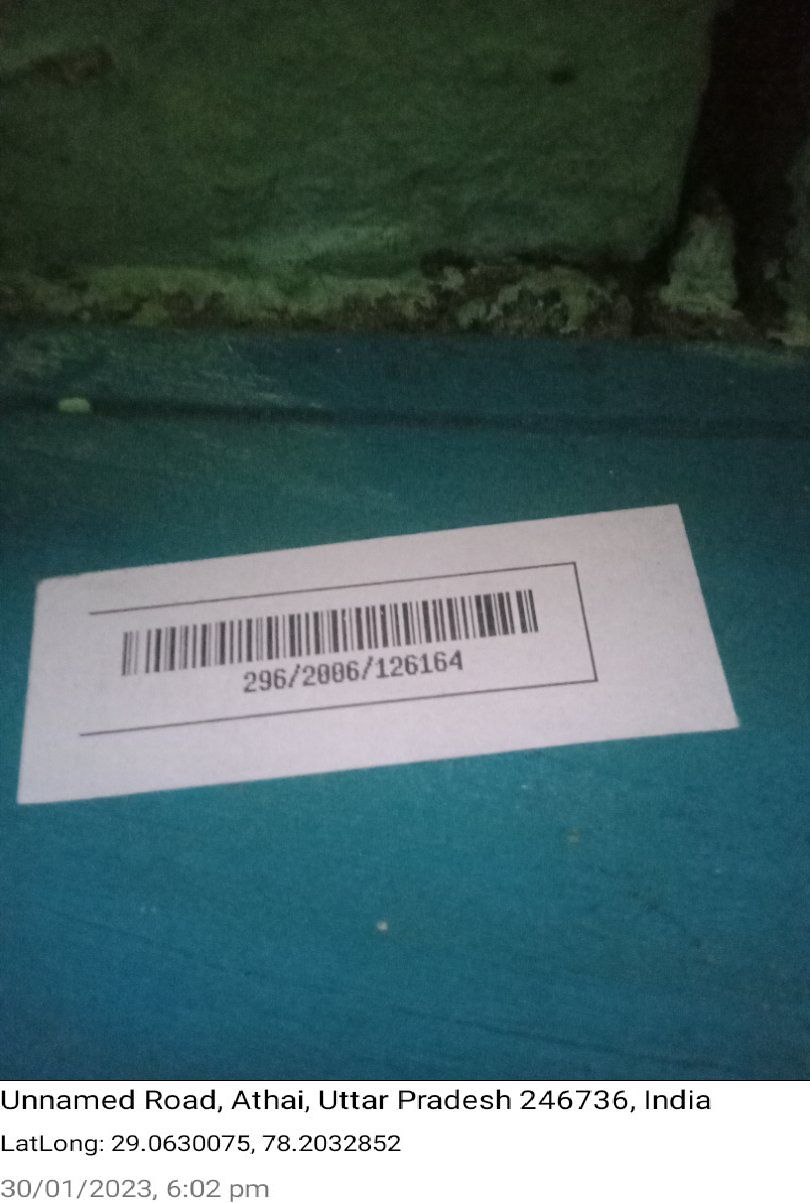 296/2006/126164
Unnamed Road, Athai, Uttar Pradesh 246736, India
LatLong: 29.0630075, 78.2032852
30/01/2023, 6:02 pm